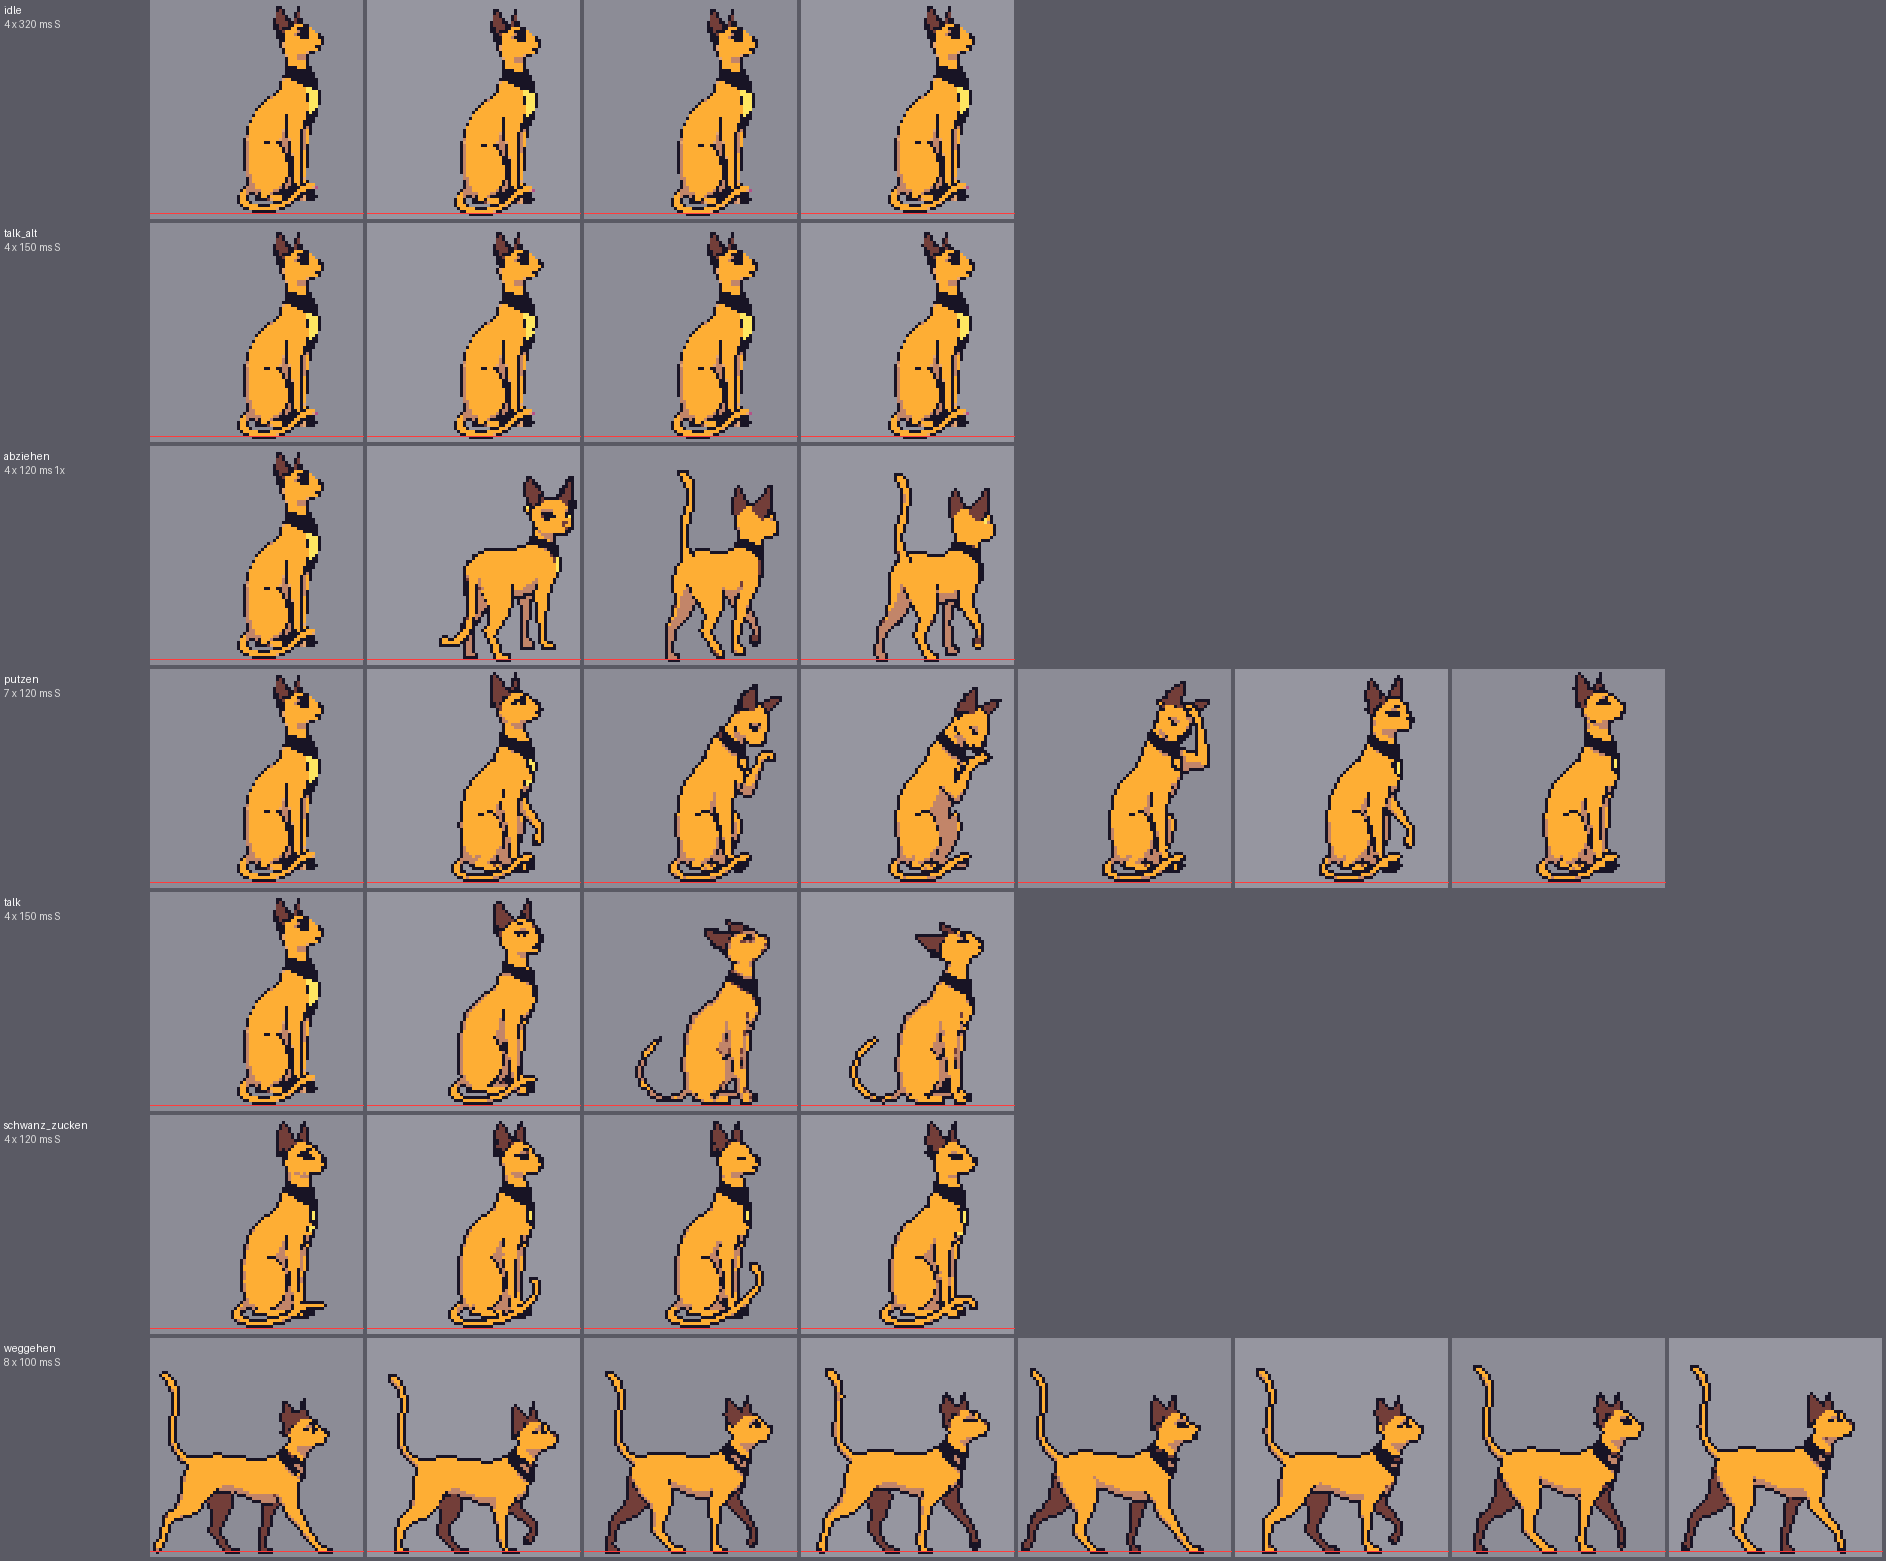 idle
4 x 320 ms S
talk_alt
4 x 150 ms S
abziehen
4 x 120 ms 1x
putzen
7 x 120 ms S
talk
4 x 150 ms S
schwanz_zucken
4 x 120 ms S
weggehen
8 x 100 ms S